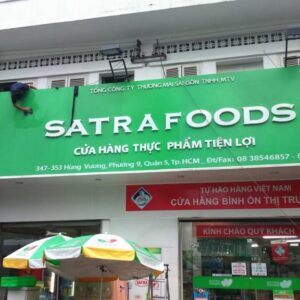 TỔNG CÔNG TY THƯƠNG MẠI SÀI GÒN TNHH MTV
SATRAFOODS
CỬA HÀNG THỰC PHẨM TIỆN LỢI
347-353 Hùng Vương, Phường 9, Quận 5, Tp.HCM _ Đt/Fax: 08 38546857 -
TỰ HÀO HÀNG VIỆT NAM
CỬA HÀNG BÌNH ỔN THỊ TRƯ
KÍNH CHÀO QUÝ KHÁCH
SATRA